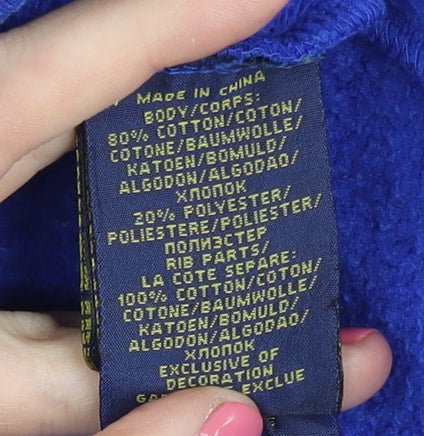 MADE IN CHINA
BODY/CORPS:
80% COTTON/COTON/
COTONE/BAUMWOLLE/
KATOEN/BOMULD/
ALGODON/ALGODAO/
ХЛОПОК
20% POLYESTER/
POLIESTERE/POLIESTER/
ПОЛИЭСТЕР
RIB PARTS/
LA COTE SEPARE:
100% COTTON/COTON/
COTONE/BAUMWOLLE/
KATOEN/BOMULD/
ALGODON/ALGODAO/
ХЛОПОК
EXCLUSIVE OF
DECORATION
EXCLUE